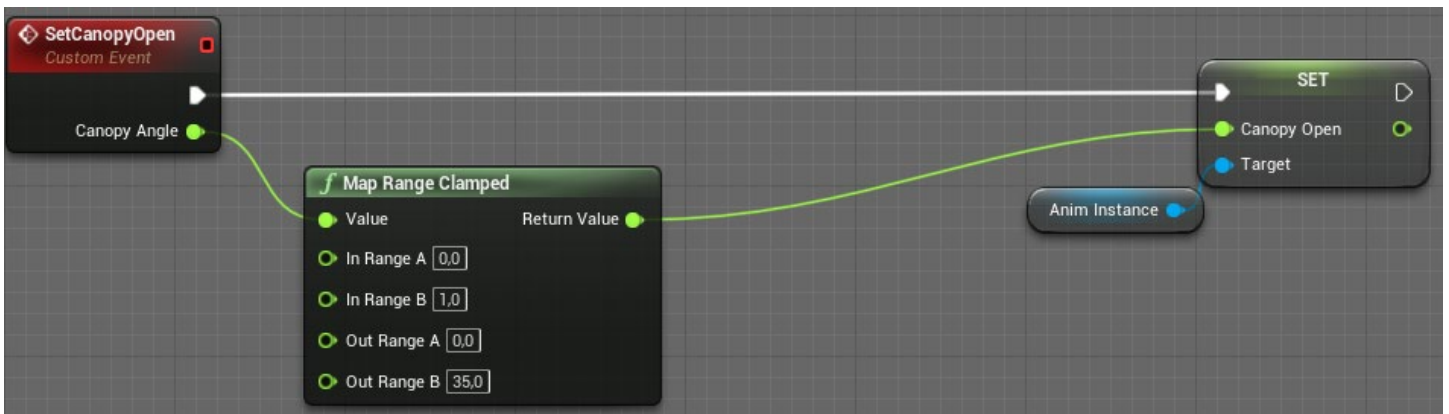 SetCanopyOpen
Custom Event
Canopy Angle
f Map Range Clamped
Value Return Value
In Range A 0,0
In Range B 1,0
Out Range A 0,0
Out Range B 35,0
Anim Instance
SET
Canopy Open
Target